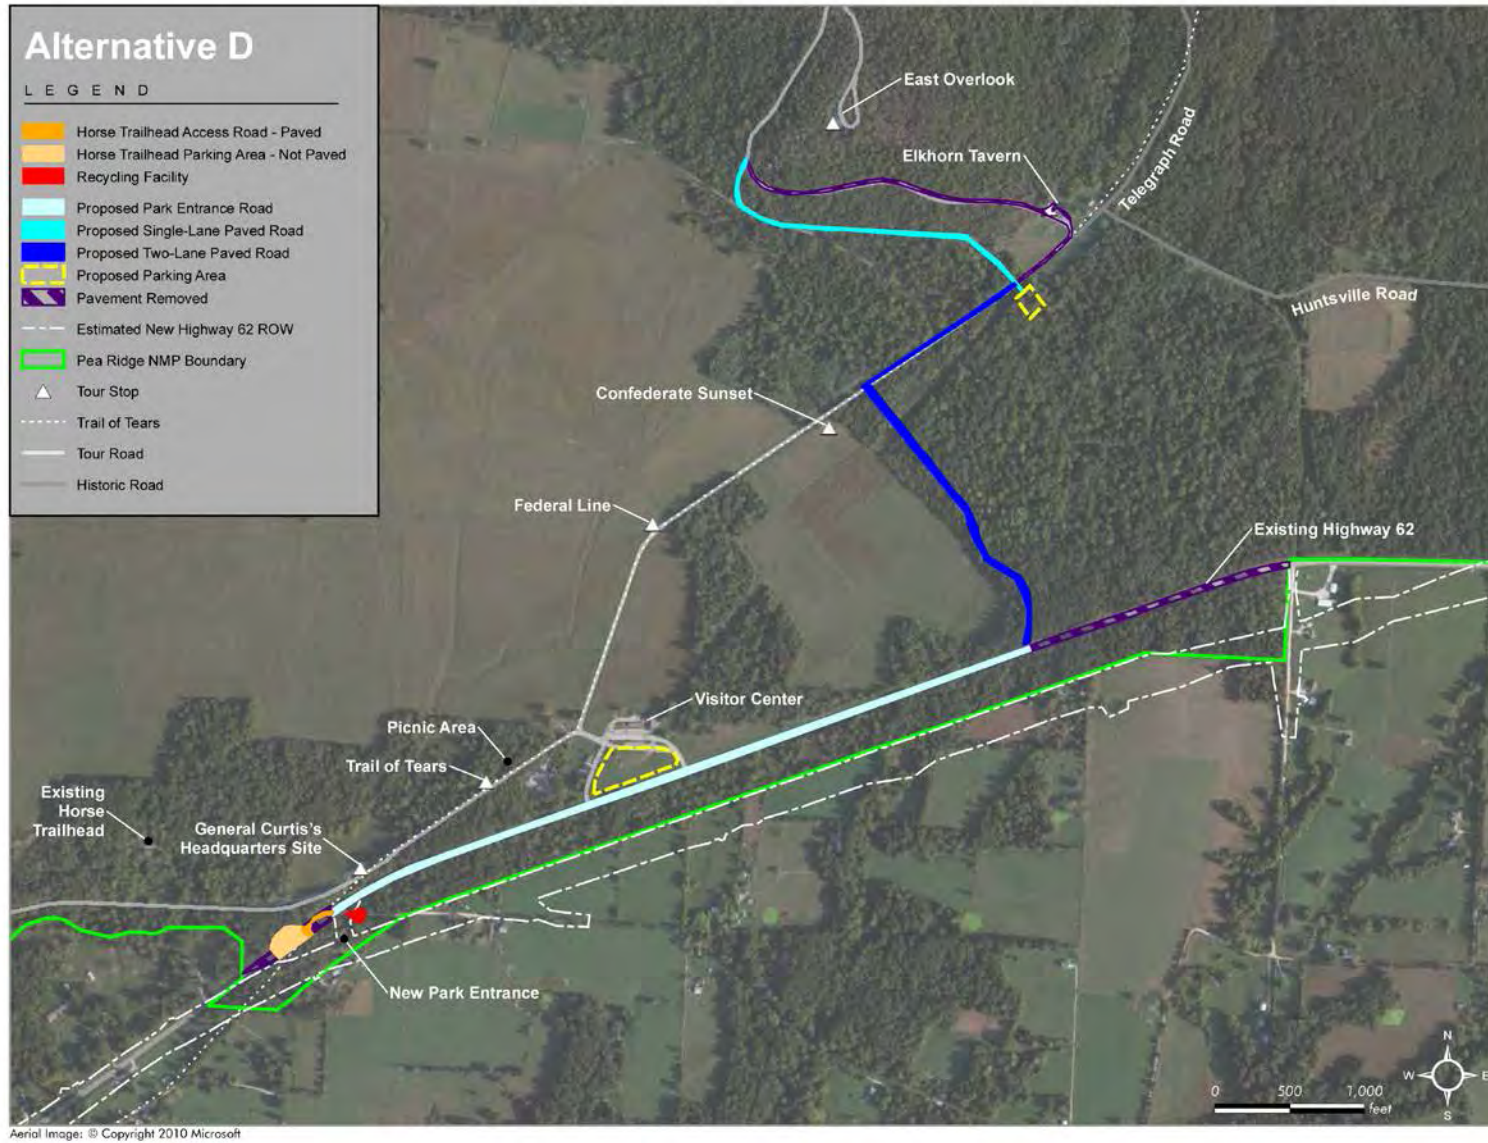 Alternative D
LEGEND
Horse Trailhead Access Road - Paved
Horse Trailhead Parking Area - Not Paved
Recycling Facility
Proposed Park Entrance Road
Proposed Single-Lane Paved Road
Proposed Two-Lane Paved Road
Proposed Parking Area
Pavement Removed
Estimated New Highway 62 ROW
Pea Ridge NMP Boundary
Tour Stop
Trail of Tears
Tour Road
Historic Road
East Overlook
Elkhorn Tavern
Telegraph Road
Huntsville Road
Confederate Sunset
Federal Line
Existing Highway 62
Visitor Center
Picnic Area
Trail of Tears
Existing
Horse
Trailhead
General Curtis's
Headquarters Site
New Park Entrance
N
W
E
S
0 500 1,000
feet
Aerial Image: © Copyright 2010 Microsoft